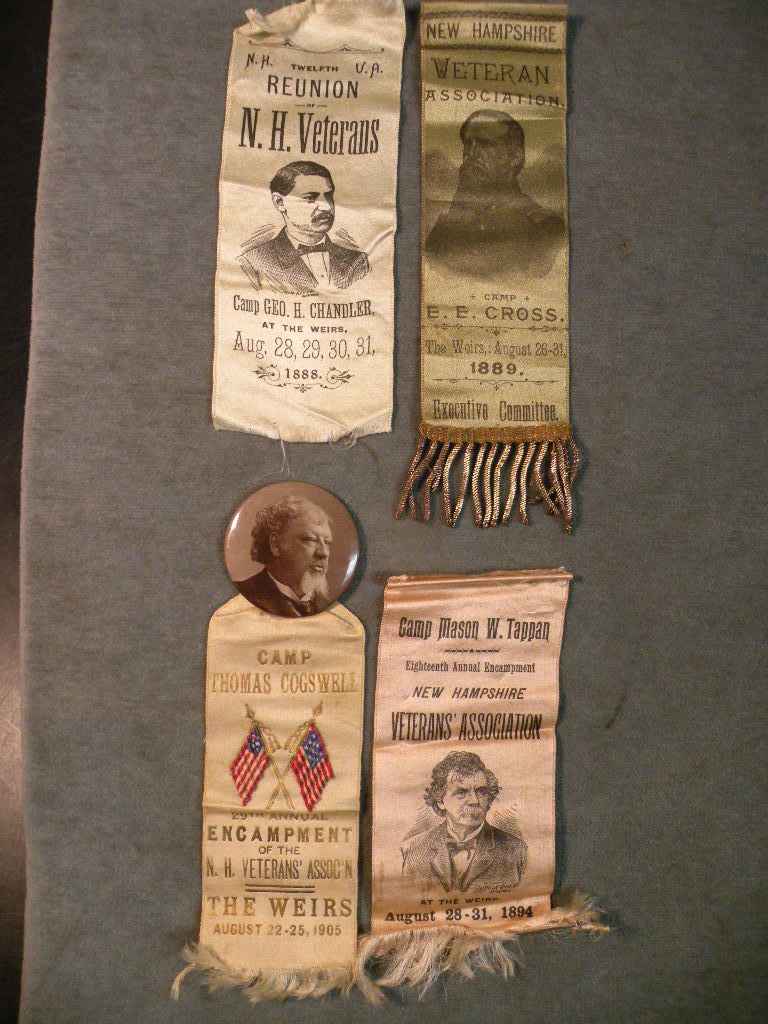 N.H. TWELFTH V.A.
REUNION
OF
N. H. Veterans
Camp GEO. H. CHANDLER,
AT THE WEIRS,
Aug. 28, 29, 30, 31,
1888.
NEW HAMPSHIRE
VETERAN
ASSOCIATION.
CAMP
E. E. CROSS.
The Weirs, August 26-31,
1889.
Executive Committee.
CAMP
THOMAS COGSWELL
29TH ANNUAL
ENCAMPMENT
OF THE
N. H. VETERANS' ASSOC'N
THE WEIRS
AUGUST 22-25, 1905
Camp Mason W. Tappan
Eighteenth Annual Encampment
NEW HAMPSHIRE
VETERANS' ASSOCIATION
AT THE WEIRS,
August 28-31, 1894